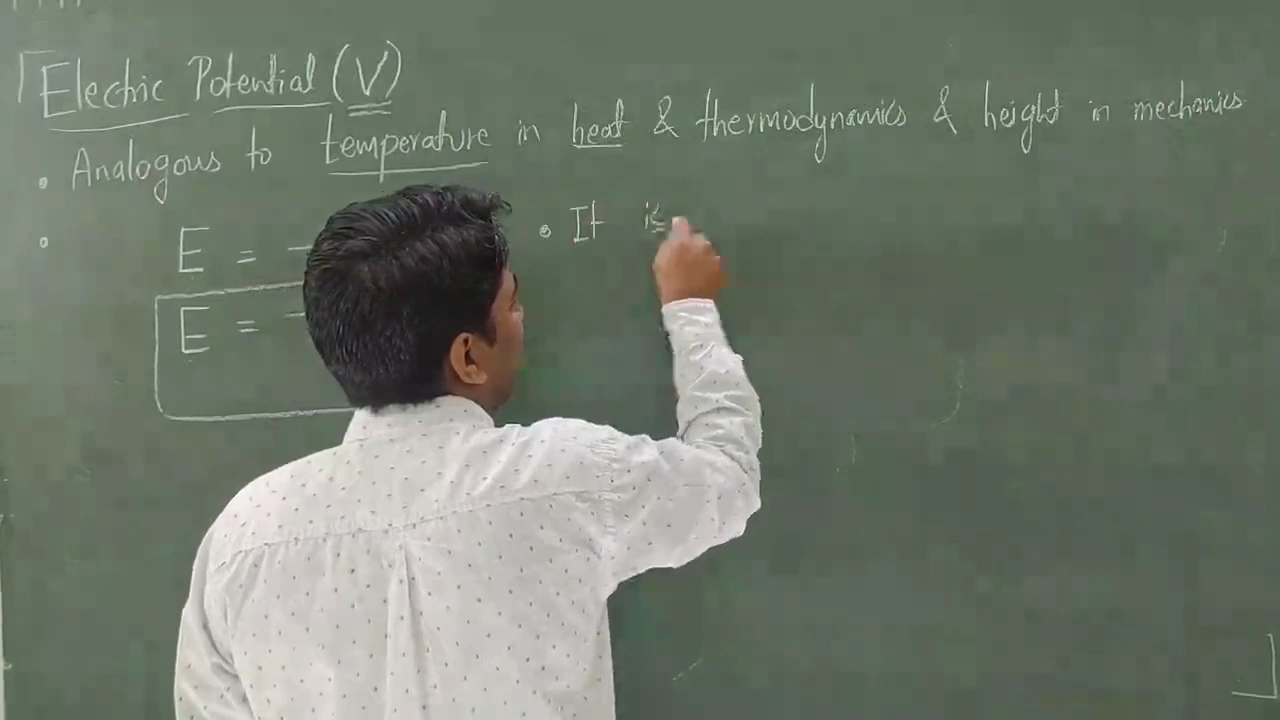 Electric Potential (V)
• Analogous to temperature in heat & thermodynamics & height in mechanics
• E = -
E = -
• It is